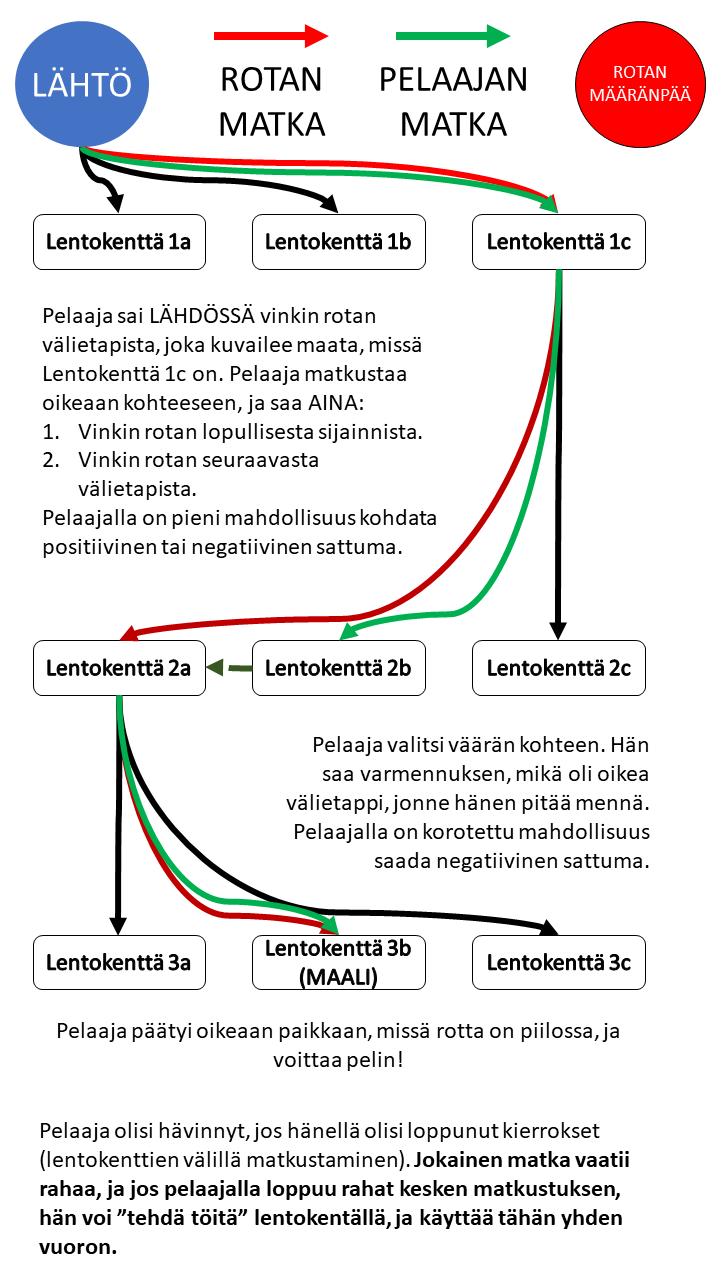 LÄHTÖ
ROTAN
MATKA
PELAAJAN
MATKA
ROTAN
MÄÄRÄNPÄÄ
Lentokenttä 1a
Lentokenttä 1b
Lentokenttä 1c
Pelaaja sai LÄHDÖSSÄ vinkin rotan
välietapista, joka kuvailee maata, missä
Lentokenttä 1c on. Pelaaja matkustaa
oikeaan kohteeseen, ja saa AINA:
1. Vinkin rotan lopullisesta sijainnista.
2. Vinkin rotan seuraavasta
välietapista.
Pelaajalla on pieni mahdollisuus kohdata
positiivinen tai negatiivinen sattuma.
Lentokenttä 2a
Lentokenttä 2b
Lentokenttä 2c
Pelaaja valitsi väärän kohteen. Hän
saa varmennuksen, mikä oli oikea
välietappi, jonne hänen pitää mennä.
Pelaajalla on korotettu mahdollisuus
saada negatiivinen sattuma.
Lentokenttä 3a
Lentokenttä 3b
(MAALI)
Lentokenttä 3c
Pelaaja päätyi oikeaan paikkaan, missä rotta on piilossa, ja
voittaa pelin!
Pelaaja olisi hävinnyt, jos hänellä olisi loppunut kierrokset
(lentokenttien välillä matkustaminen). Jokainen matka vaatii
rahaa, ja jos pelaajalla loppuu rahat kesken matkustuksen,
hän voi ”tehdä töitä” lentokentällä, ja käyttää tähän yhden
vuoron.